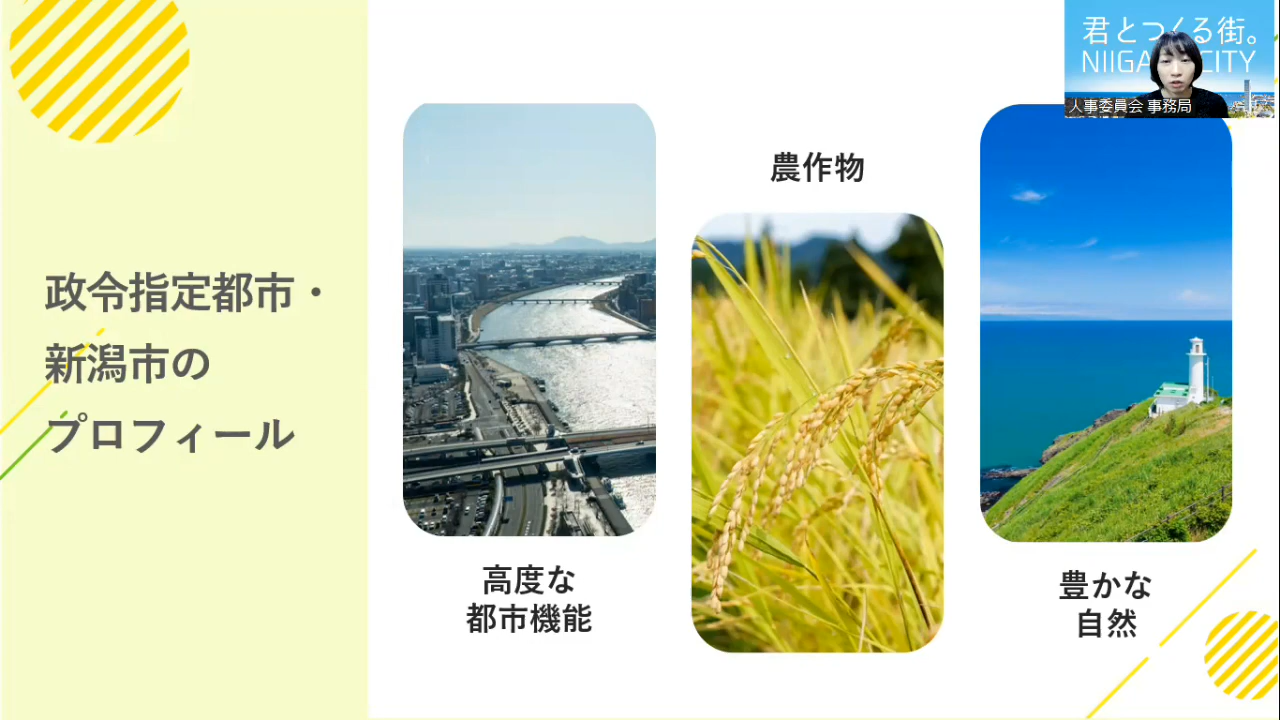 政令指定都市・
新潟市の
プロフィール
高度な
都市機能
農作物
豊かな
自然
君とつくる街。
CITY
人事委員会 事務局